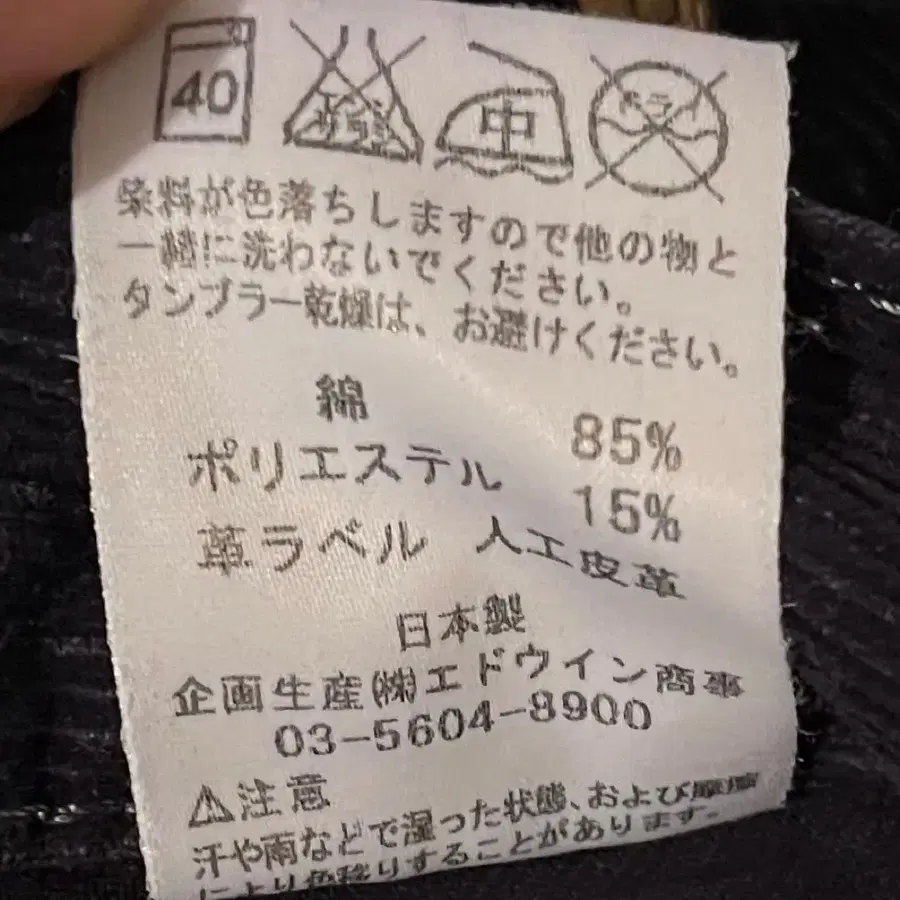 40
中
染料が色落ちしますので他の物と
一緒に洗わないでください。
タンブラー乾燥は、お避けください。
綿 85%
ポリエステル 15%
革ラベル 人工皮革
日本製
企画生産㈱エドウイン商事
03-5604-8900
⚠注意
汗や雨などで湿った状態、および摩擦
により色移りすることがあります。